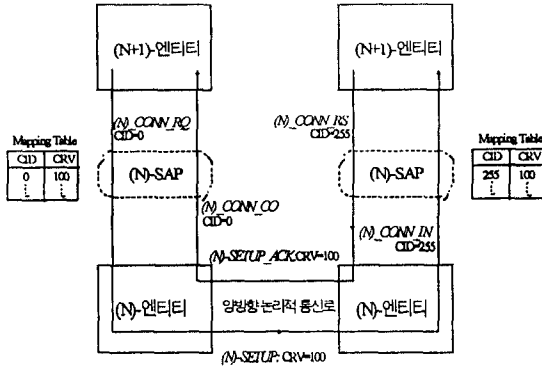 (N+1)-엔티티
(N+1)-엔티티
(N)_CONN_RQ
CID=0
(N)_CONN_RS
CID=255
Mapping Table
CID CRV
0 100
(N)-SAP
(N)-SAP
Mapping Table
CID CRV
255 100
(N)_CONN_CO
CID=0
(N)_CONN_IN
CID=255
(N)-SETUP_ACK:CRV=100
(N)-엔티티
양방향 논리적 통신로
(N)-엔티티
(N)-SETUP: CRV=100